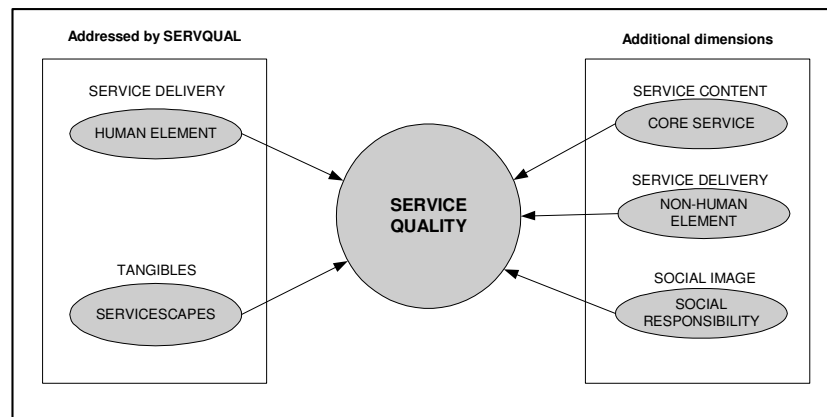 Addressed by SERVQUAL
SERVICE DELIVERY
HUMAN ELEMENT
TANGIBLES
SERVICESCAPES
SERVICE
QUALITY
Additional dimensions
SERVICE CONTENT
CORE SERVICE
SERVICE DELIVERY
NON-HUMAN
ELEMENT
SOCIAL IMAGE
SOCIAL
RESPONSIBILITY